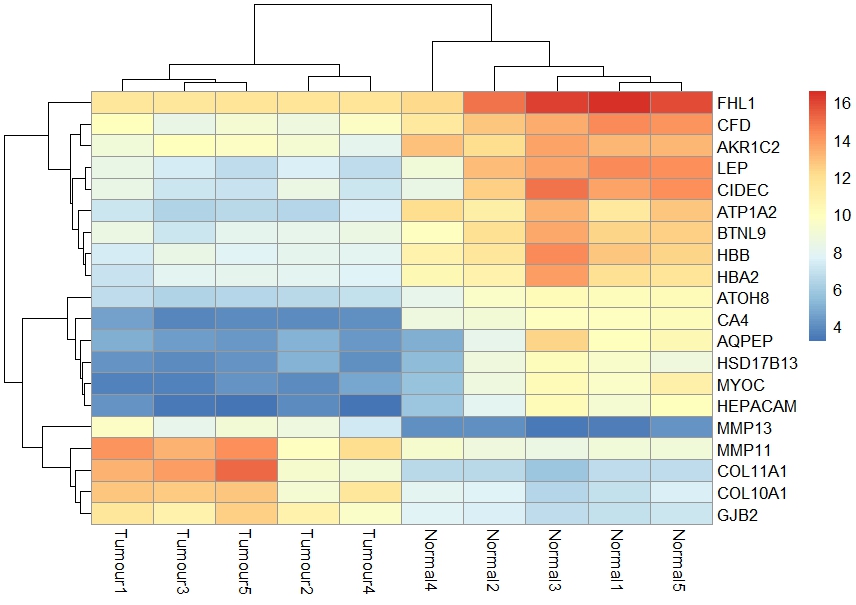 FHL1
CFD
AKR1C2
LEP
CIDEC
ATP1A2
BTNL9
HBB
HBA2
ATOH8
CA4
AQPEP
HSD17B13
MYOC
HEPACAM
MMP13
MMP11
COL11A1
COL10A1
GJB2
16
14
12
10
8
6
4
Tumour1
Tumour3
Tumour5
Tumour2
Tumour4
Normal4
Normal2
Normal3
Normal1
Normal5